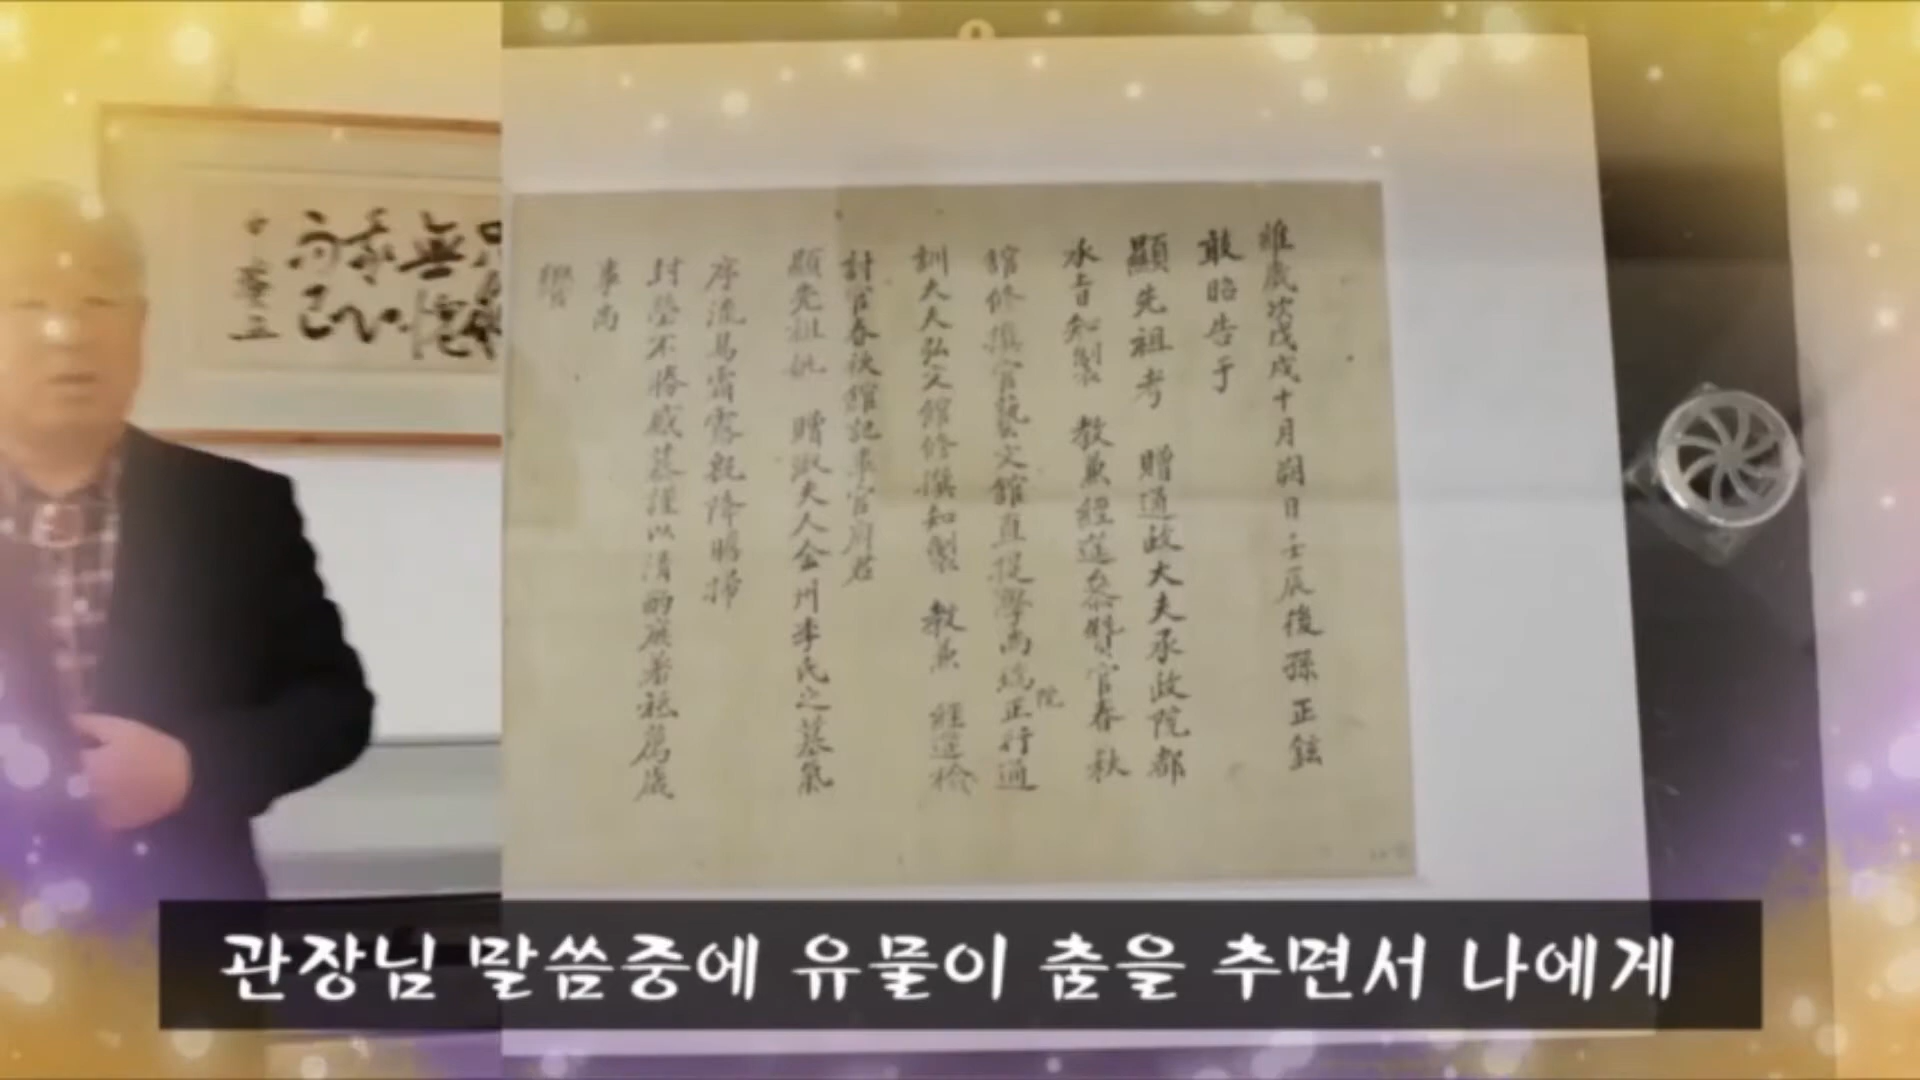 維歲次戊戌十月朔日壬辰後孫正鉉
敢昭告于
顯先祖考 贈通政大夫承政院都
承旨知製 教兼經筵參贊官春秋
館修撰官藝文館直提學尚瑞院正行通
訓大夫弘文館修撰知製 教兼 經筵檢
討官春秋館記事官府君
顯先祖妣 贈淑夫人全州李氏之墓氣
序流易霜露既降瞻掃
封塋不勝感慕謹以淸酌庶羞祗薦歲
事尚
饗
관장님 말씀중에 유물이 춤을 추면서 나에게